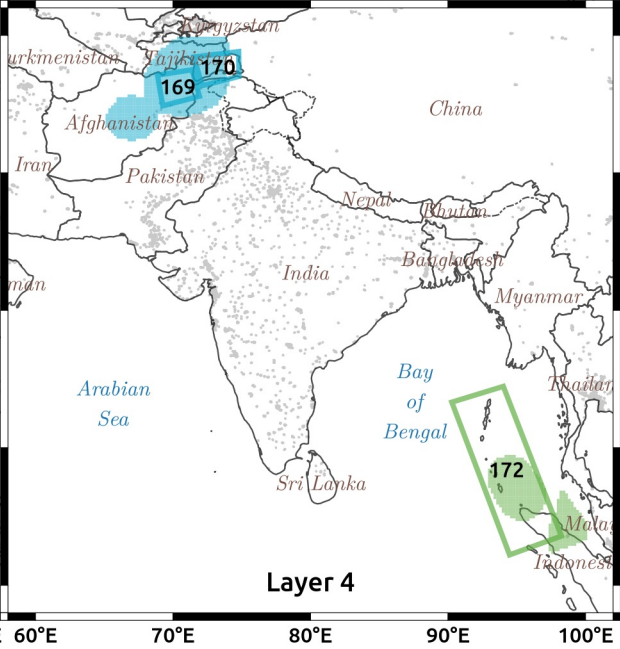 Kyrgyzstan
urkmenistan
Tajikistan
170
169
China
Afghanistan
Iran
Pakistan
Nepal
Bhutan
Bangladesh
India
man
Myanmar
Bay
of
Bengal
Arabian
Sea
Thailan
172
Sri Lanka
Malay
Indonesi
Layer 4
60°E 70°E 80°E 90°E 100°E